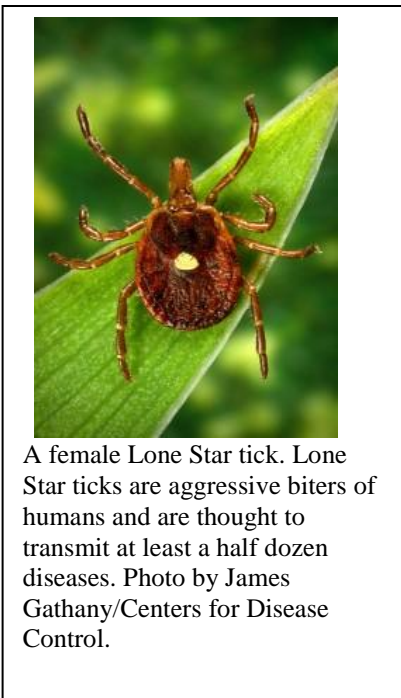 A female Lone Star tick. Lone
Star ticks are aggressive biters of
humans and are thought to
transmit at least a half dozen
diseases. Photo by James
Gathany/Centers for Disease
Control.